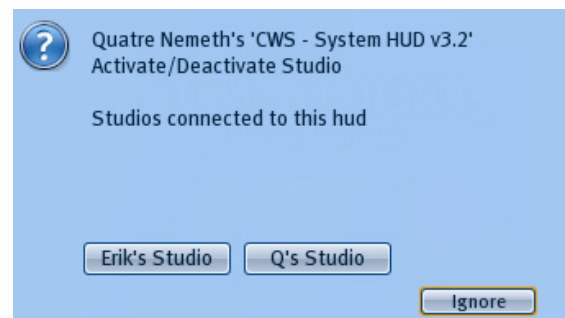 Quatre Nemeth's 'CWS - System HUD v3.2'
Activate/Deactivate Studio
Studios connected to this hud
Erik's Studio
Q's Studio
Ignore